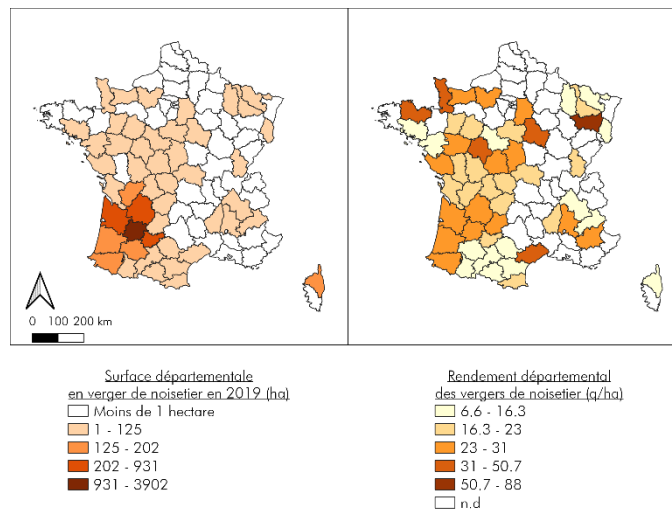 0 100 200 km
Surface départementale
en verger de noisetier en 2019 (ha)
Moins de 1 hectare
1 - 125
125 - 202
202 - 931
931 - 3902
Rendement départemental
des vergers de noisetier (q/ha)
6.6 - 16.3
16.3 - 23
23 - 31
31 - 50.7
50.7 - 88
n.d